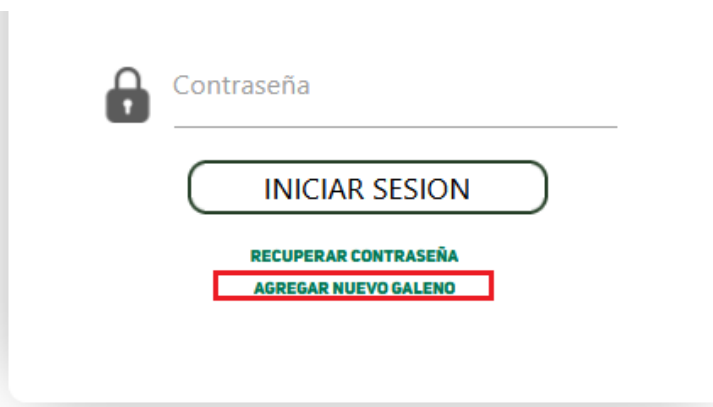 Contraseña
INICIAR SESION
RECUPERAR CONTRASEÑA
AGREGAR NUEVO GALENO